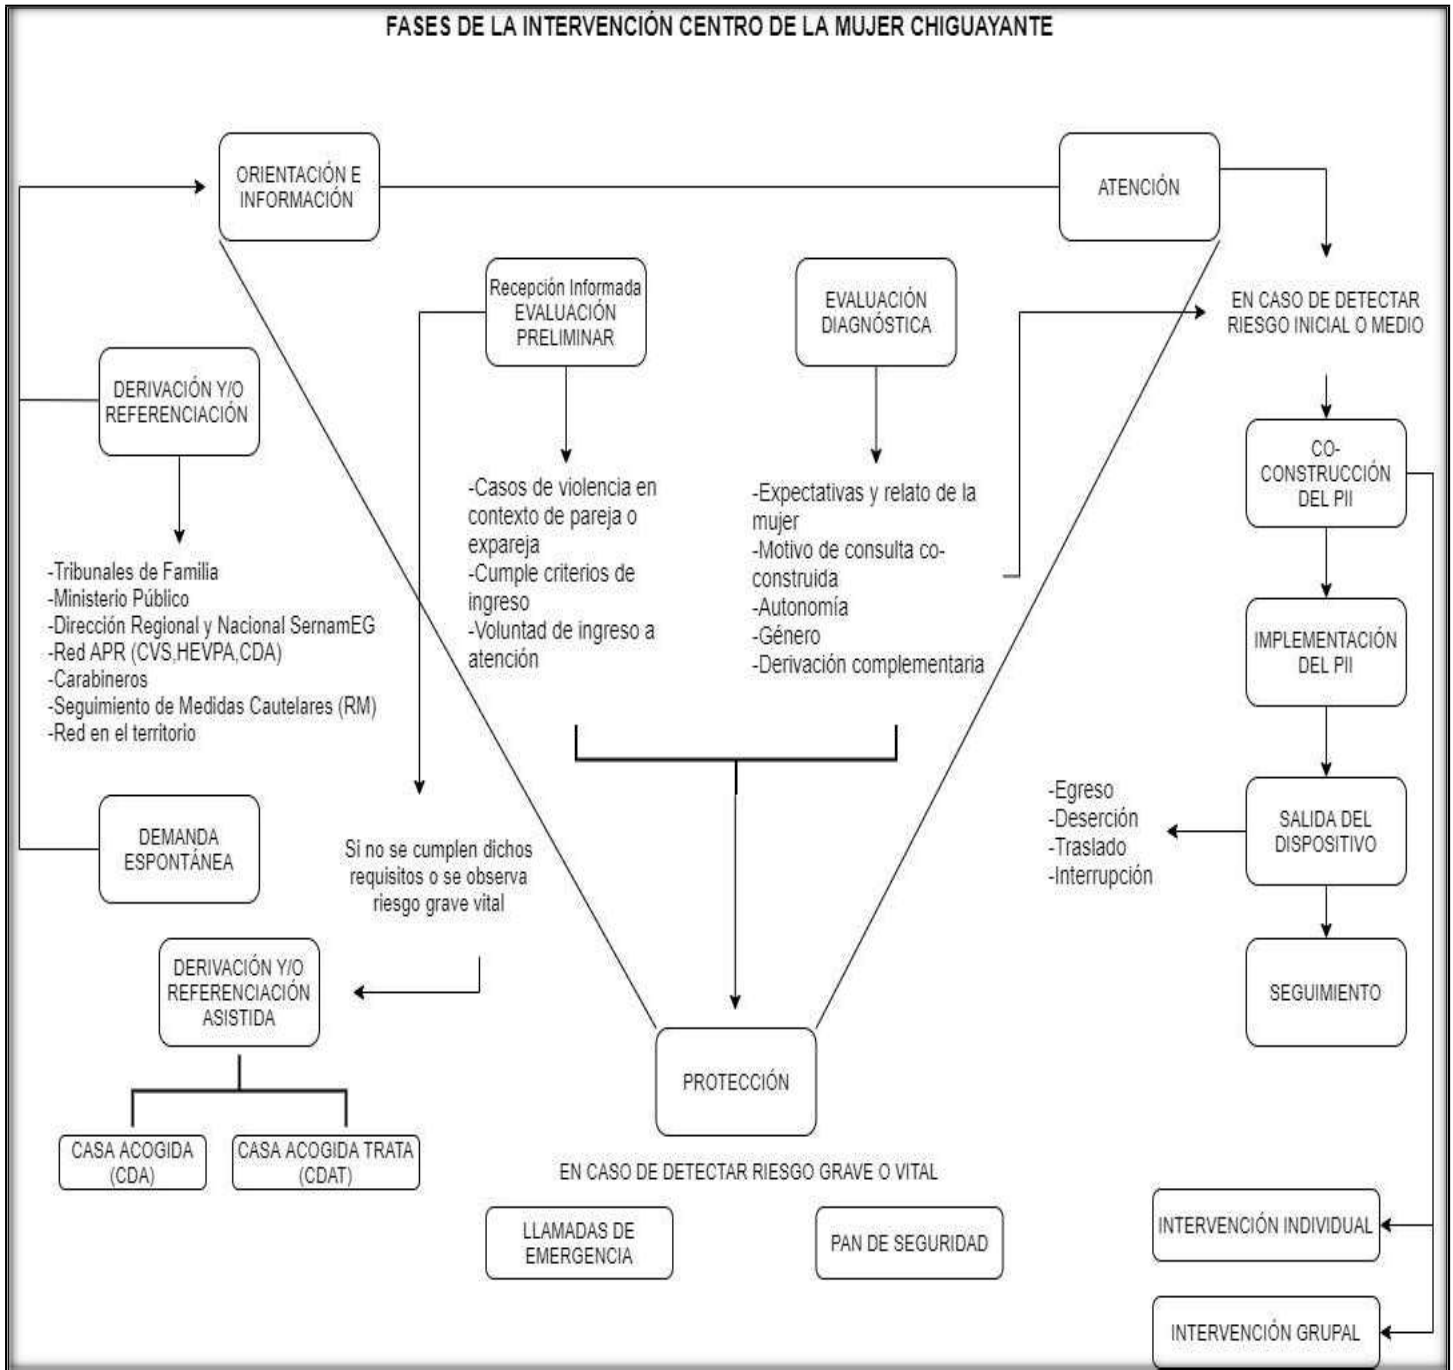 FASES DE LA INTERVENCIÓN CENTRO DE LA MUJER CHIGUAYANTE
ORIENTACIÓN E
INFORMACIÓN
ATENCIÓN
Recepción Informada
EVALUACIÓN
PRELIMINAR
EVALUACIÓN
DIAGNÓSTICA
EN CASO DE DETECTAR
RIESGO INICIAL O MEDIO
DERIVACIÓN Y/O
REFERENCIACIÓN
-Tribunales de Familia
-Ministerio Público
-Dirección Regional y Nacional SernamEG
-Red APR (CVS,HEVPA,CDA)
-Carabineros
-Seguimiento de Medidas Cautelares (RM)
-Red en el territorio
-Casos de violencia en
contexto de pareja o
expareja
-Cumple criterios de
ingreso
-Voluntad de ingreso a
atención
-Expectativas y relato de la
mujer
-Motivo de consulta co-
construida
-Autonomía
-Género
-Derivación complementaria
CO-
CONSTRUCCIÓN
DEL PII
IMPLEMENTACIÓN
DEL PII
DEMANDA
ESPONTÁNEA
Si no se cumplen dichos
requisitos o se observa
riesgo grave vital
-Egreso
-Deserción
-Traslado
-Interrupción
SALIDA DEL
DISPOSITIVO
DERIVACIÓN Y/O
REFERENCIACIÓN
ASISTIDA
SEGUIMIENTO
PROTECCIÓN
CASA ACOGIDA
(CDA)
CASA ACOGIDA TRATA
(CDAT)
EN CASO DE DETECTAR RIESGO GRAVE O VITAL
LLAMADAS DE
EMERGENCIA
PAN DE SEGURIDAD
INTERVENCIÓN INDIVIDUAL
INTERVENCIÓN GRUPAL